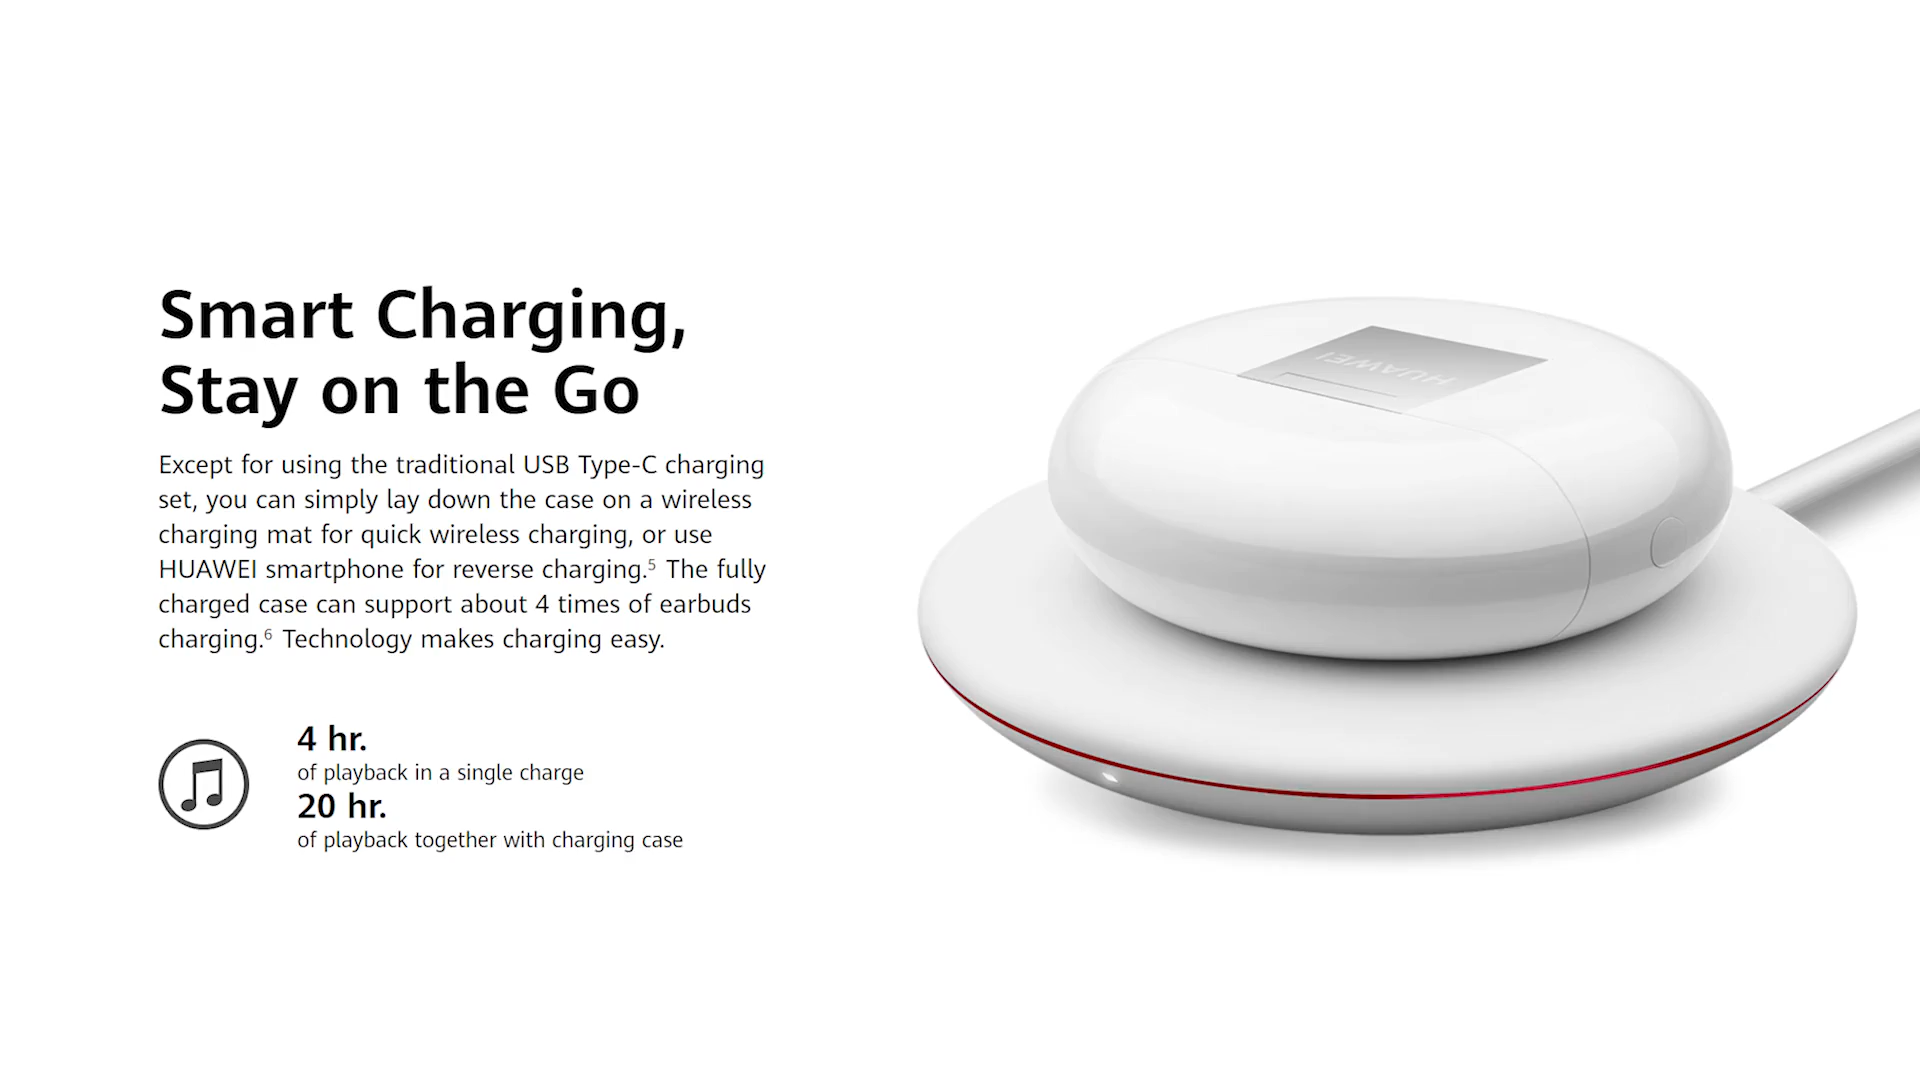 Smart Charging,
Stay on the Go
Except for using the traditional USB Type-C charging
set, you can simply lay down the case on a wireless
charging mat for quick wireless charging, or use
HUAWEI smartphone for reverse charging.⁵ The fully
charged case can support about 4 times of earbuds
charging.⁶ Technology makes charging easy.
4 hr.
of playback in a single charge
20 hr.
of playback together with charging case
HUAWEI